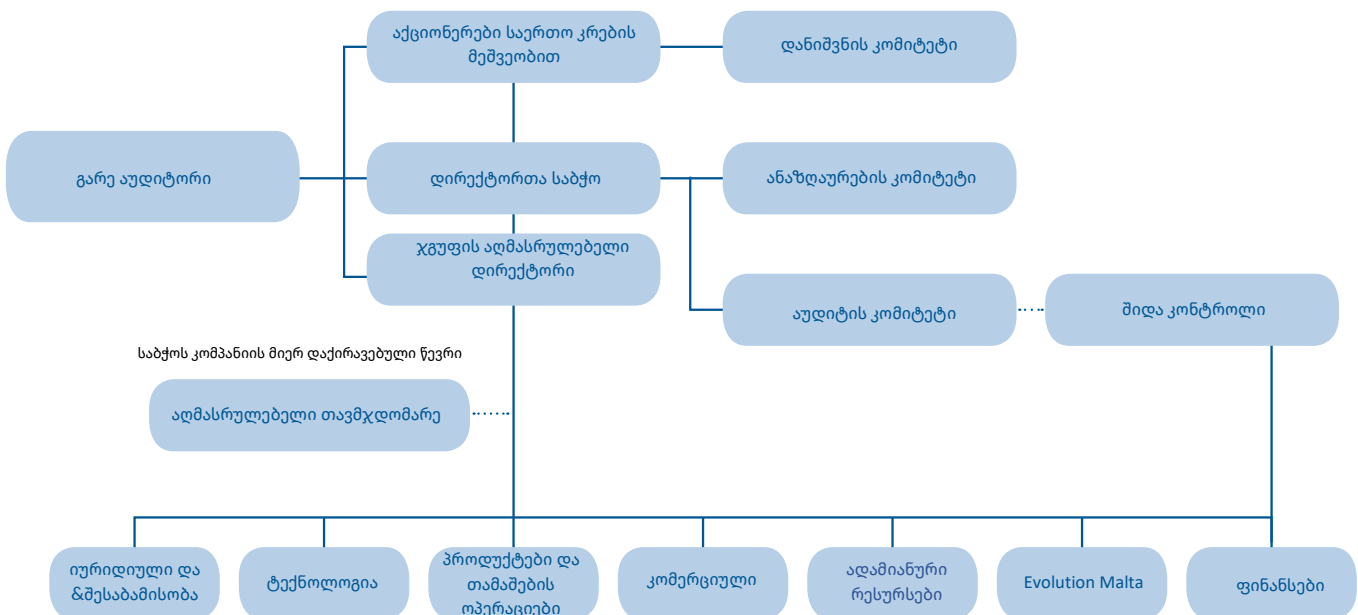 აქციონერები საერთო კრების
მეშვეობით
დანიშვნის კომიტეტი
გარე აუდიტორი
დირექტორთა საბჭო
ანაზღაურების კომიტეტი
ჯგუფის აღმასრულებელი
დირექტორი
აუდიტის კომიტეტი
შიდა კონტროლი
საბჭოს კომპანიის მიერ დაქირავებული წევრი
აღმასრულებელი თავმჯდომარე
იურიდიული და
&შესაბამისობა
ტექნოლოგია
პროდუქტები და
თამაშების
ოპერაციები
კომერციული
ადამიანური
რესურსები
Evolution Malta
ფინანსები